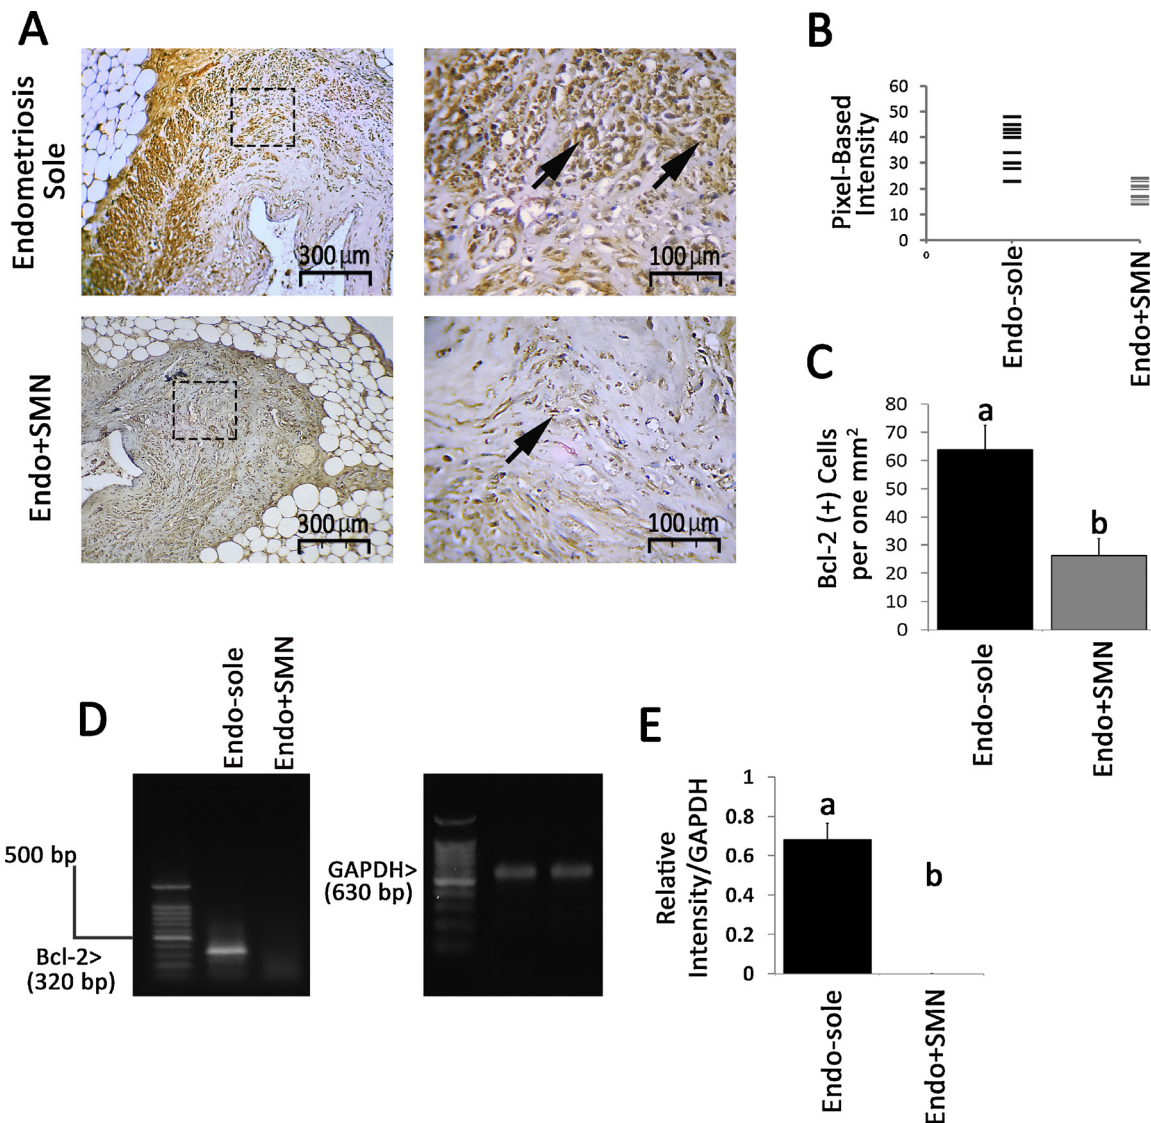 A
Endometriosis
Sole
300 µm
100 µm
Endo+SMN
300 µm
100 µm
B
Pixel-Based
Intensity
60
50
40
30
20
10
0
0
Endo-sole
Endo+SMN
C
Bcl-2 (+) Cells
per one mm²
80
70
60
50
40
30
20
10
0
a
b
Endo-sole
Endo+SMN
D
Endo-sole
Endo+SMN
500 bp
Bcl-2>
(320 bp)
GAPDH>
(630 bp)
E
Relative
Intensity/GAPDH
1
0.8
0.6
0.4
0.2
0
a
b
Endo-sole
Endo+SMN